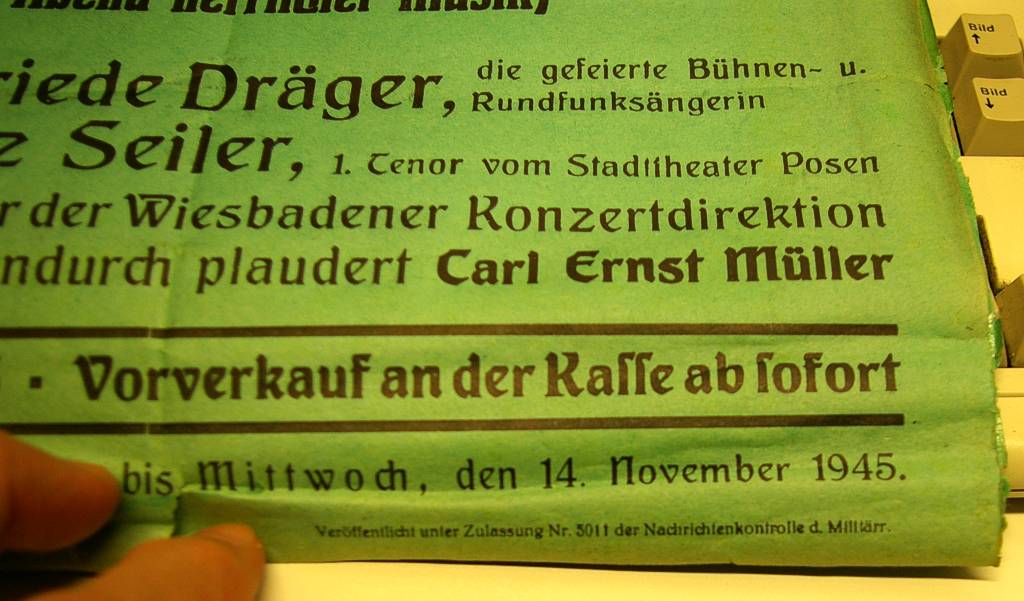 Abend herrlicher Musik,
riede Dräger, die gefeierte Bühnen- u.
Rundfunksängerin
z Seiler, 1. Tenor vom Stadttheater Posen
r der Wiesbadener Konzertdirektion
ndurch plaudert Carl Ernst Müller
· Vorverkauf an der Kaſſe ab ſofort
bis Mittwoch, den 14. November 1945.
Veröffentlicht unter Zulassung Nr. 5011 der Nachrichtenkontrolle d. Militärr.
Bild
↑
Bild
↓